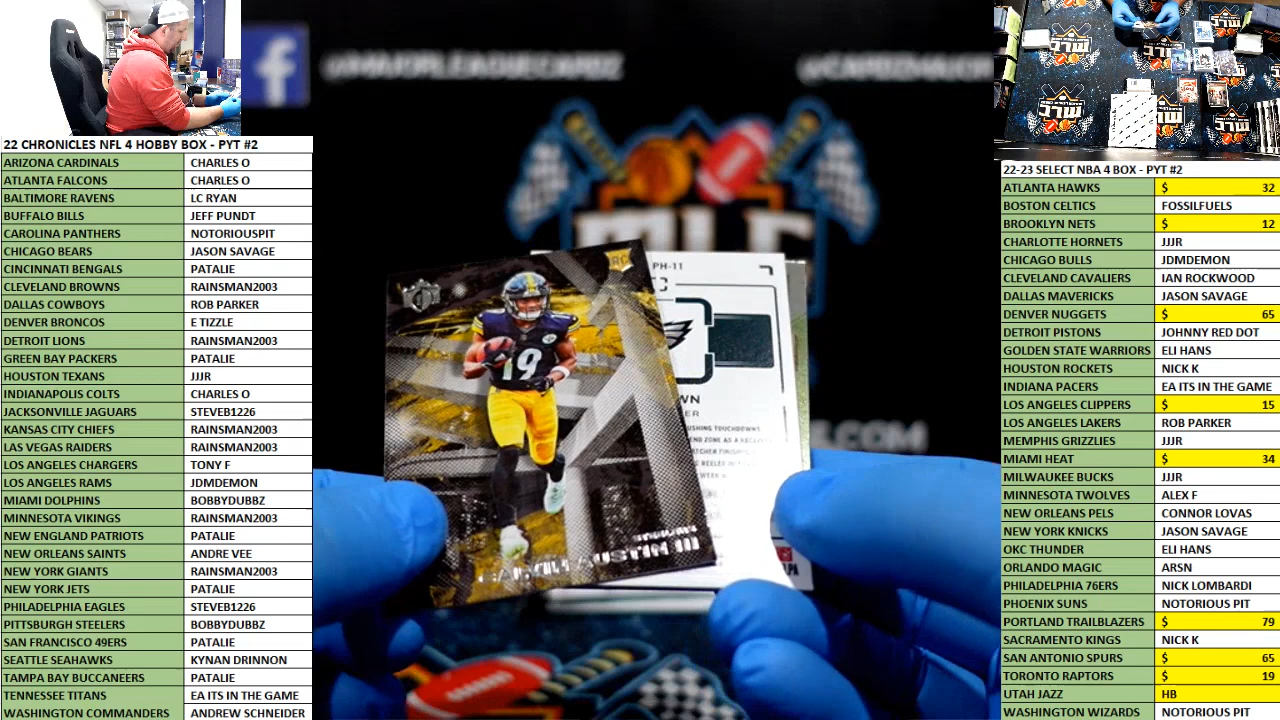 22 CHRONICLES NFL 4 HOBBY BOX - PYT #2
ARIZONA CARDINALS CHARLES O
ATLANTA FALCONS CHARLES O
BALTIMORE RAVENS LC RYAN
BUFFALO BILLS JEFF PUNDT
CAROLINA PANTHERS NOTORIOUSPIT
CHICAGO BEARS JASON SAVAGE
CINCINNATI BENGALS PATALIE
CLEVELAND BROWNS RAINSMAN2003
DALLAS COWBOYS ROB PARKER
DENVER BRONCOS E TIZZLE
DETROIT LIONS RAINSMAN2003
GREEN BAY PACKERS PATALIE
HOUSTON TEXANS JJJR
INDIANAPOLIS COLTS CHARLES O
JACKSONVILLE JAGUARS STEVEB1226
KANSAS CITY CHIEFS RAINSMAN2003
LAS VEGAS RAIDERS RAINSMAN2003
LOS ANGELES CHARGERS TONY F
LOS ANGELES RAMS JDMDEMON
MIAMI DOLPHINS BOBBYDUBBZ
MINNESOTA VIKINGS RAINSMAN2003
NEW ENGLAND PATRIOTS PATALIE
NEW ORLEANS SAINTS ANDRE VEE
NEW YORK GIANTS RAINSMAN2003
NEW YORK JETS PATALIE
PHILADELPHIA EAGLES STEVEB1226
PITTSBURGH STEELERS BOBBYDUBBZ
SAN FRANCISCO 49ERS PATALIE
SEATTLE SEAHAWKS KYNAN DRINNON
TAMPA BAY BUCCANEERS PATALIE
TENNESSEE TITANS EA ITS IN THE GAME
WASHINGTON COMMANDERS ANDREW SCHNEIDER
MLC
RC
PH-11
19
WN
ER
CALVIN AUSTIN III
22-23 SELECT NBA 4 BOX - PYT #2
ATLANTA HAWKS $ 32
BOSTON CELTICS FOSSILFUELS
BROOKLYN NETS $ 12
CHARLOTTE HORNETS JJJR
CHICAGO BULLS JDMDEMON
CLEVELAND CAVALIERS IAN ROCKWOOD
DALLAS MAVERICKS JASON SAVAGE
DENVER NUGGETS $ 65
DETROIT PISTONS JOHNNY RED DOT
GOLDEN STATE WARRIORS ELI HANS
HOUSTON ROCKETS NICK K
INDIANA PACERS EA ITS IN THE GAME
LOS ANGELES CLIPPERS $ 15
LOS ANGELES LAKERS ROB PARKER
MEMPHIS GRIZZLIES JJJR
MIAMI HEAT $ 34
MILWAUKEE BUCKS JJJR
MINNESOTA TWOLVES ALEX F
NEW ORLEANS PELS CONNOR LOVAS
NEW YORK KNICKS JASON SAVAGE
OKC THUNDER ELI HANS
ORLANDO MAGIC ARSN
PHILADELPHIA 76ERS NICK LOMBARDI
PHOENIX SUNS NOTORIOUS PIT
PORTLAND TRAILBLAZERS $ 79
SACRAMENTO KINGS NICK K
SAN ANTONIO SPURS $ 65
TORONTO RAPTORS $ 19
UTAH JAZZ HB
WASHINGTON WIZARDS NOTORIOUS PIT